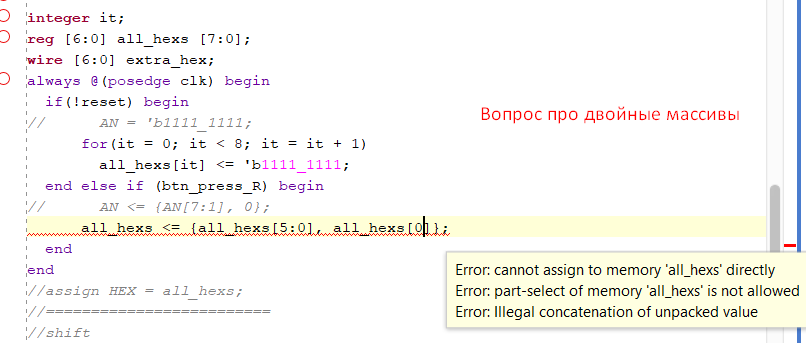 integer it;
reg [6:0] all_hexs [7:0];
wire [6:0] extra_hex;
always @(posedge clk) begin
if(!reset) begin
// AN = 'b1111_1111;
Вопрос про двойные массивы
for(it = 0; it < 8; it = it + 1)
all_hexs[it] <= 'b1111_1111;
end else if (btn_press_R) begin
// AN <= {AN[7:1], 0};
all_hexs <= {all_hexs[5:0], all_hexs[0]};
end
end
Error: cannot assign to memory 'all_hexs' directly
Error: part-select of memory 'all_hexs' is not allowed
Error: Illegal concatenation of unpacked value
//assign HEX = all_hexs;
//=========================
//shift